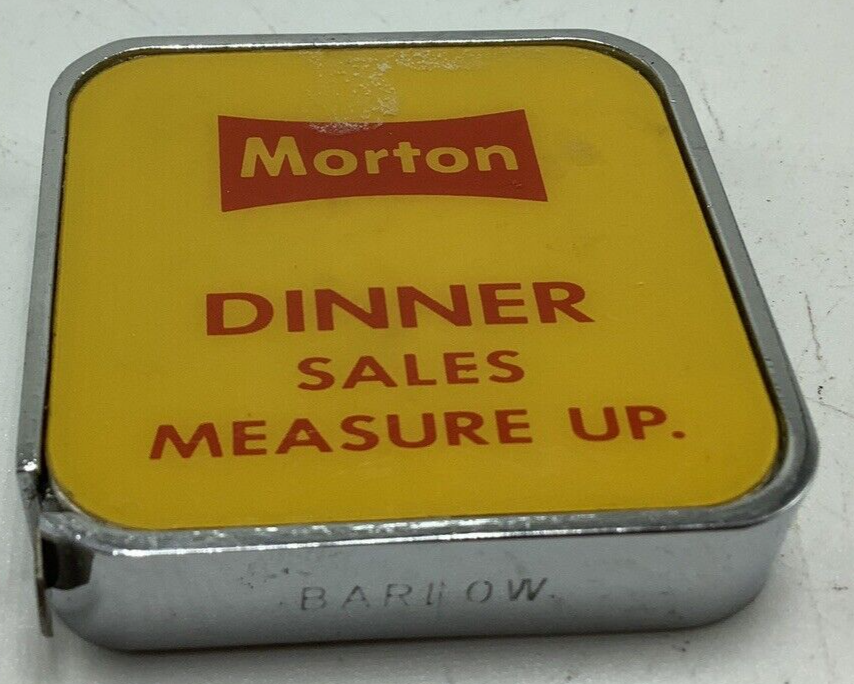 Morton
DINNER
SALES
MEASURE UP.
BARLOW